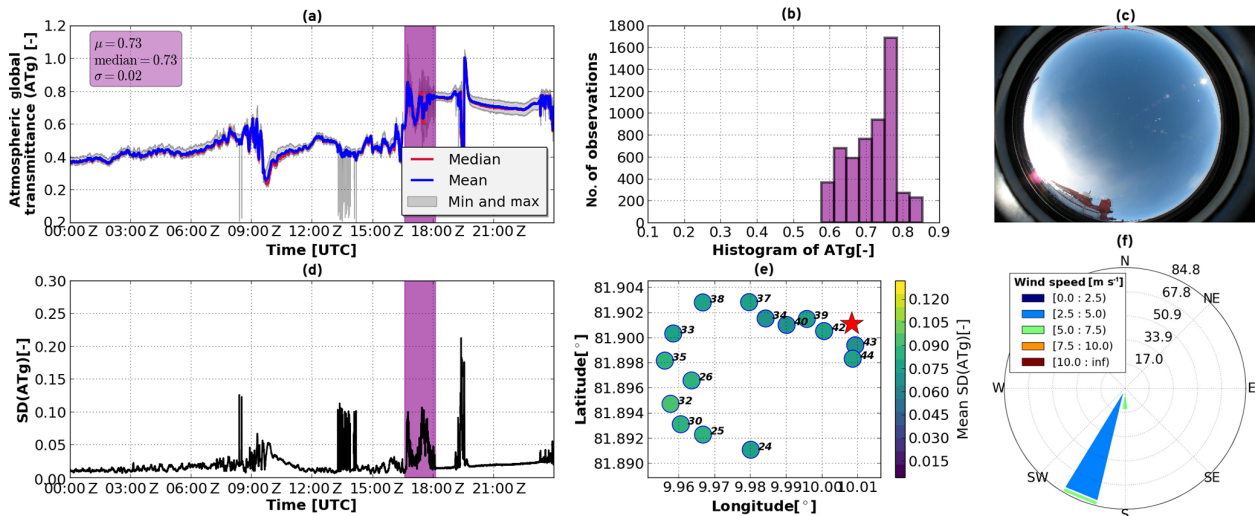 (a)
Atmospheric global
transmittance (ATg) [-]
1.2
1.0
0.8
0.6
0.4
0.2
μ = 0.73
median = 0.73
σ = 0.02
Median
Mean
Min and max
00:00 Z 03:00 Z 06:00 Z 09:00 Z 12:00 Z 15:00 Z 18:00 Z 21:00 Z
Time [UTC]
(b)
No. of observations
1800
1600
1400
1200
1000
800
600
400
200
0
0.1 0.2 0.3 0.4 0.5 0.6 0.7 0.8 0.9
Histogram of ATg[-]
(c)
(d)
SD(ATg)[-]
0.30
0.25
0.20
0.15
0.10
0.05
0.00
00:00 Z 03:00 Z 06:00 Z 09:00 Z 12:00 Z 15:00 Z 18:00 Z 21:00 Z
Time [UTC]
(e)
Latitude[°]
81.904
81.902
81.900
81.898
81.896
81.894
81.892
81.890
38 37
34 40 39 42
33 43
35 44
26
32
30 25 24
9.96 9.97 9.98 9.99 10.00 10.01
Longitude[°]
Mean SD(ATg)[-]
0.120
0.105
0.090
0.075
0.060
0.045
0.030
0.015
(f)
Wind speed [m s⁻¹]
[0.0 : 2.5)
[2.5 : 5.0)
[5.0 : 7.5)
[7.5 : 10.0)
[10.0 : inf)
N
NE
E
SE
S
SW
W
84.8
67.8
50.9
33.9
17.0